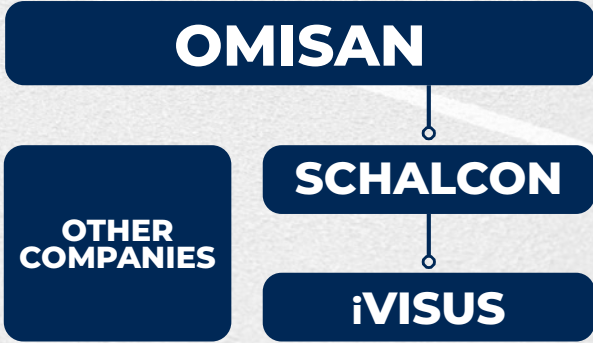 OMISAN
SCHALCON
OTHER
COMPANIES
iVISUS